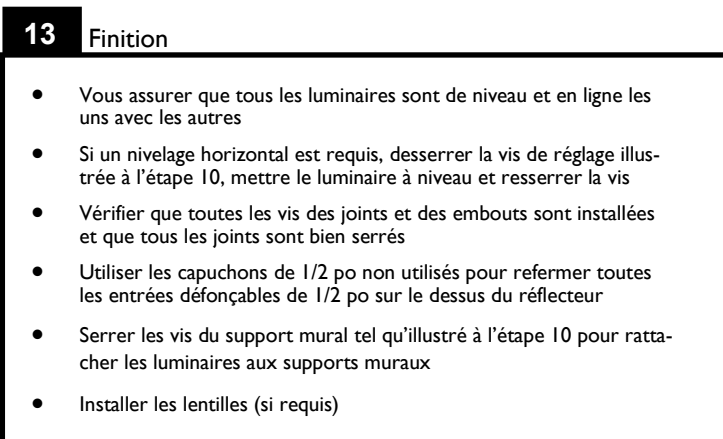 13 Finition
• Vous assurer que tous les luminaires sont de niveau et en ligne les
uns avec les autres
• Si un nivelage horizontal est requis, desserrer la vis de réglage illus-
trée à l’étape 10, mettre le luminaire à niveau et resserrer la vis
• Vérifier que toutes les vis des joints et des embouts sont installées
et que tous les joints sont bien serrés
• Utiliser les capuchons de 1/2 po non utilisés pour refermer toutes
les entrées défonçables de 1/2 po sur le dessus du réflecteur
• Serrer les vis du support mural tel qu’illustré à l’étape 10 pour ratta-
cher les luminaires aux supports muraux
• Installer les lentilles (si requis)